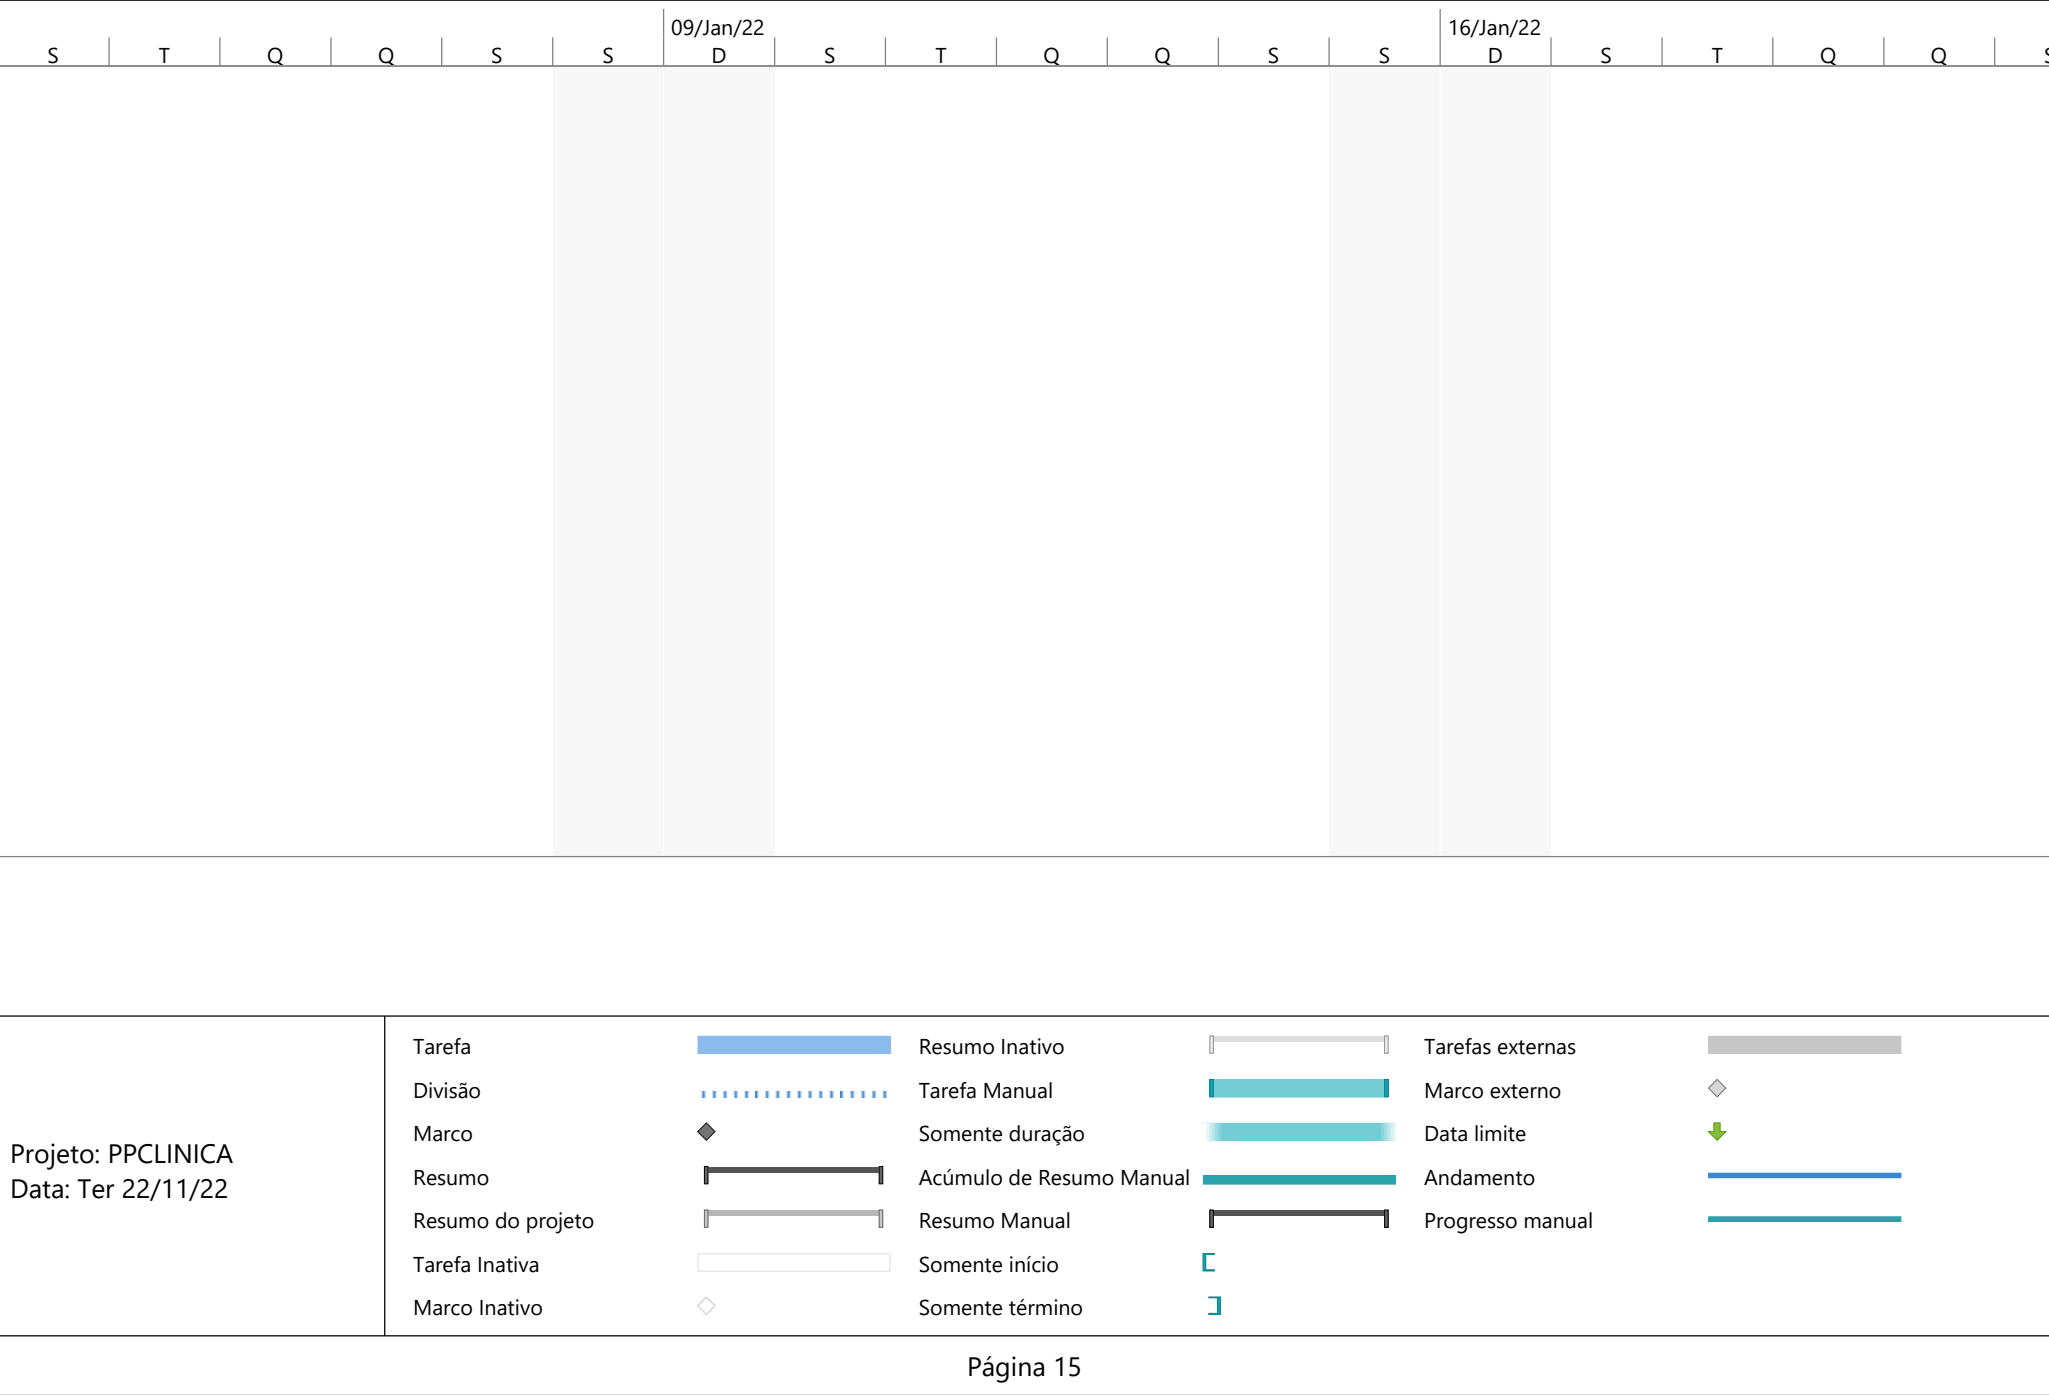 09/Jan/22 16/Jan/22
S T Q Q S S D S T Q Q S S D S T Q Q S
Tarefa
Divisão
Marco
Resumo
Resumo do projeto
Tarefa Inativa
Marco Inativo
Resumo Inativo
Tarefa Manual
Somente duração
Acúmulo de Resumo Manual
Resumo Manual
Somente início
Somente término
Tarefas externas
Marco externo
Data limite
Andamento
Progresso manual
Projeto: PPCLINICA
Data: Ter 22/11/22
Página 15